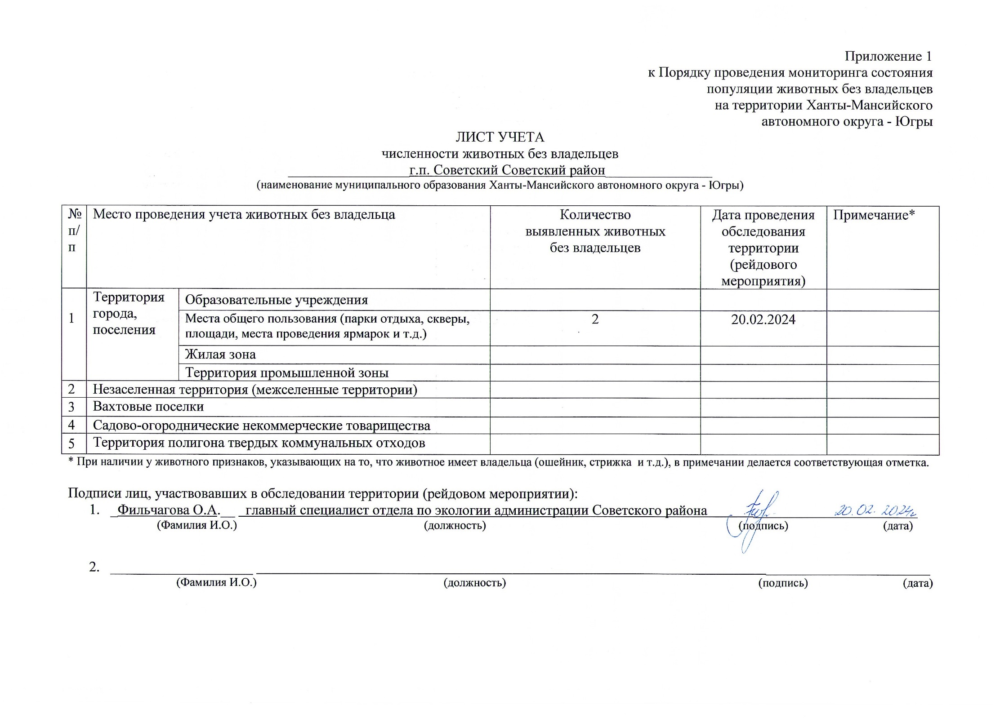 Приложение 1
к Порядку проведения мониторинга состояния
популяции животных без владельцев
на территории Ханты-Мансийского
автономного округа - Югры
ЛИСТ УЧЕТА
численности животных без владельцев
г.п. Советский Советский район
(наименование муниципального образования Ханты-Мансийского автономного округа - Югры)
№ п/п
Место проведения учета животных без владельца
Количество
выявленных животных
без владельцев
Дата проведения
обследования
территории
(рейдового
мероприятия)
Примечание*
1
Территория
города,
поселения
Образовательные учреждения
Места общего пользования (парки отдыха, скверы,
площади, места проведения ярмарок и т.д.)
2
20.02.2024
Жилая зона
Территория промышленной зоны
2 Незаселенная территория (межселенные территории)
3 Вахтовые поселки
4 Садово-огороднические некоммерческие товарищества
5 Территория полигона твердых коммунальных отходов
* При наличии у животного признаков, указывающих на то, что животное имеет владельца (ошейник, стрижка и т.д.), в примечании делается соответствующая отметка.
Подписи лиц, участвовавших в обследовании территории (рейдовом мероприятии):
1. Фильчагова О.А. главный специалист отдела по экологии администрации Советского района 20.02.2024г
(Фамилия И.О.) (должность) (подпись) (дата)
2.
(Фамилия И.О.) (должность) (подпись) (дата)